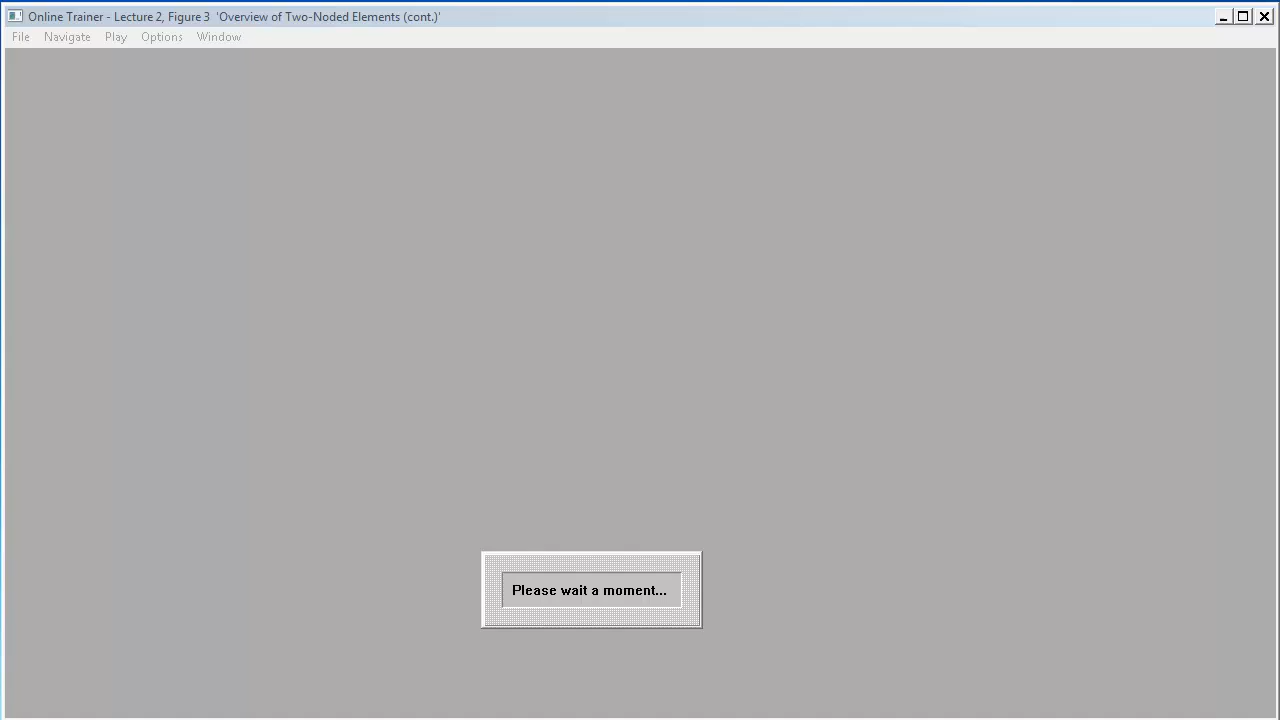 Online Trainer - Lecture 2, Figure 3 'Overview of Two-Noded Elements (cont.)'
File Navigate Play Options Window
Please wait a moment...